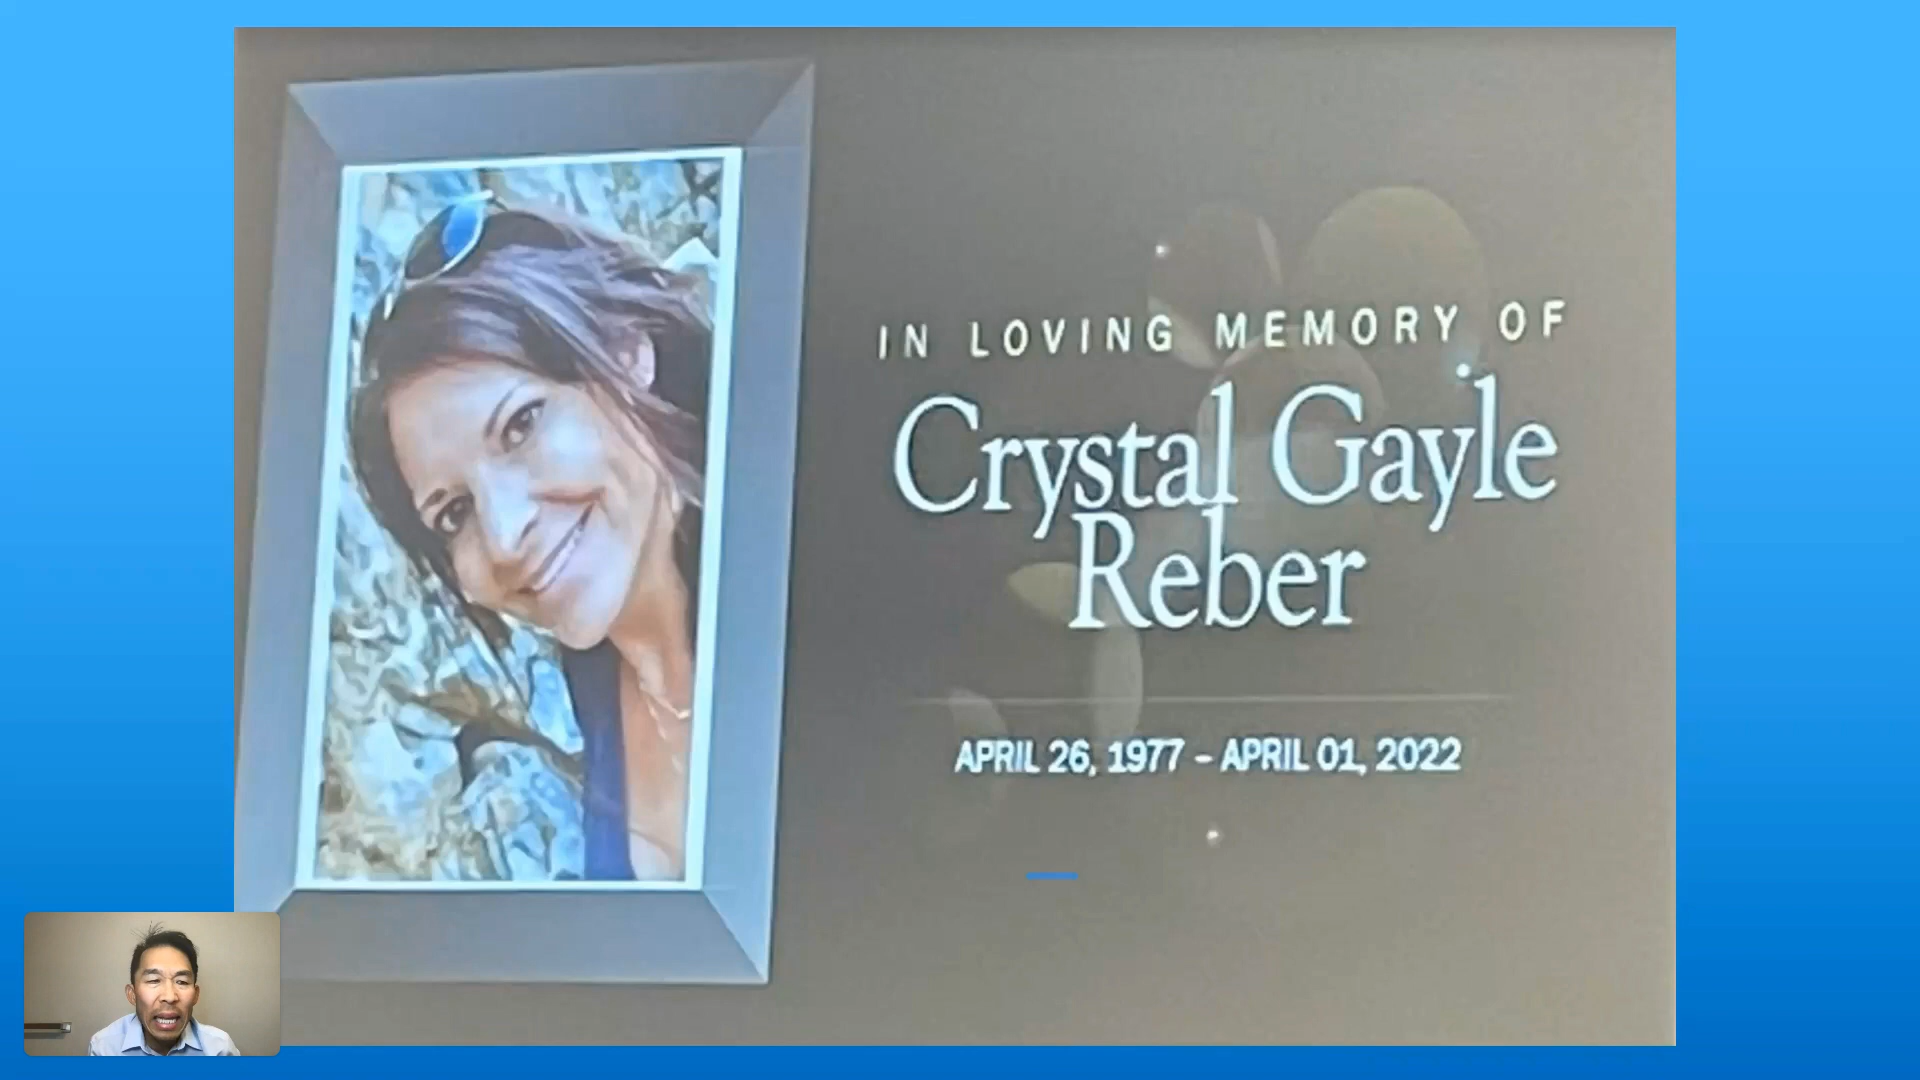 IN LOVING MEMORY OF
Crystal Gayle
Reber
APRIL 26, 1977 – APRIL 01, 2022